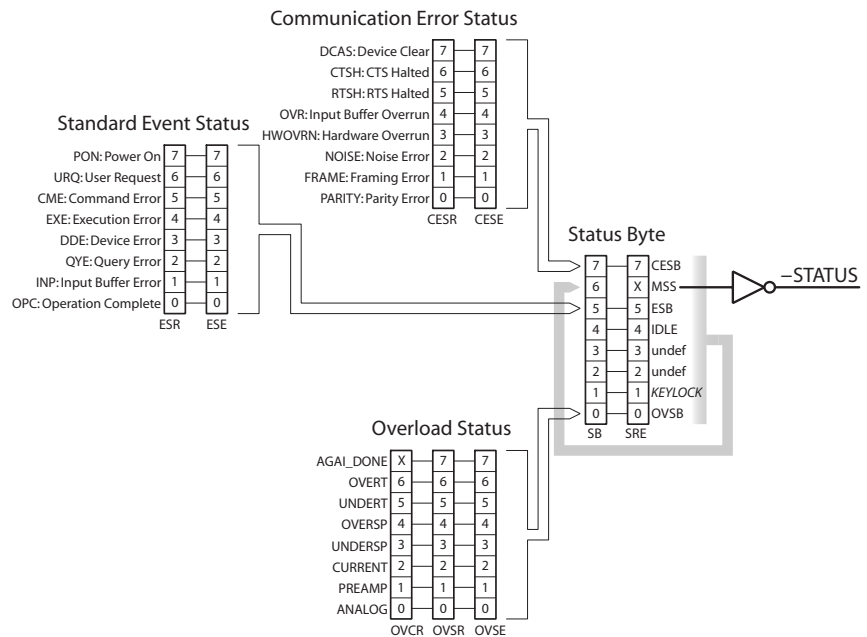 Communication Error Status
DCAS: Device Clear 7 7
CTSH: CTS Halted 6 6
RTSH: RTS Halted 5 5
OVR: Input Buffer Overrun 4 4
HWOVRN: Hardware Overrun 3 3
NOISE: Noise Error 2 2
FRAME: Framing Error 1 1
PARITY: Parity Error 0 0
CESR CESE
Standard Event Status
PON: Power On 7 7
URQ: User Request 6 6
CME: Command Error 5 5
EXE: Execution Error 4 4
DDE: Device Error 3 3
QYE: Query Error 2 2
INP: Input Buffer Error 1 1
OPC: Operation Complete 0 0
ESR ESE
Status Byte
7 7 CESB
6 X MSS
5 5 ESB
4 4 IDLE
3 3 undef
2 2 undef
1 1 KEYLOCK
0 0 OVSB
SB SRE
–STATUS
Overload Status
AGAI_DONE X 7 7
OVERT 6 6 6
UNDERT 5 5 5
OVERSP 4 4 4
UNDERSP 3 3 3
CURRENT 2 2 2
PREAMP 1 1 1
ANALOG 0 0 0
OVCR OVSR OVSE